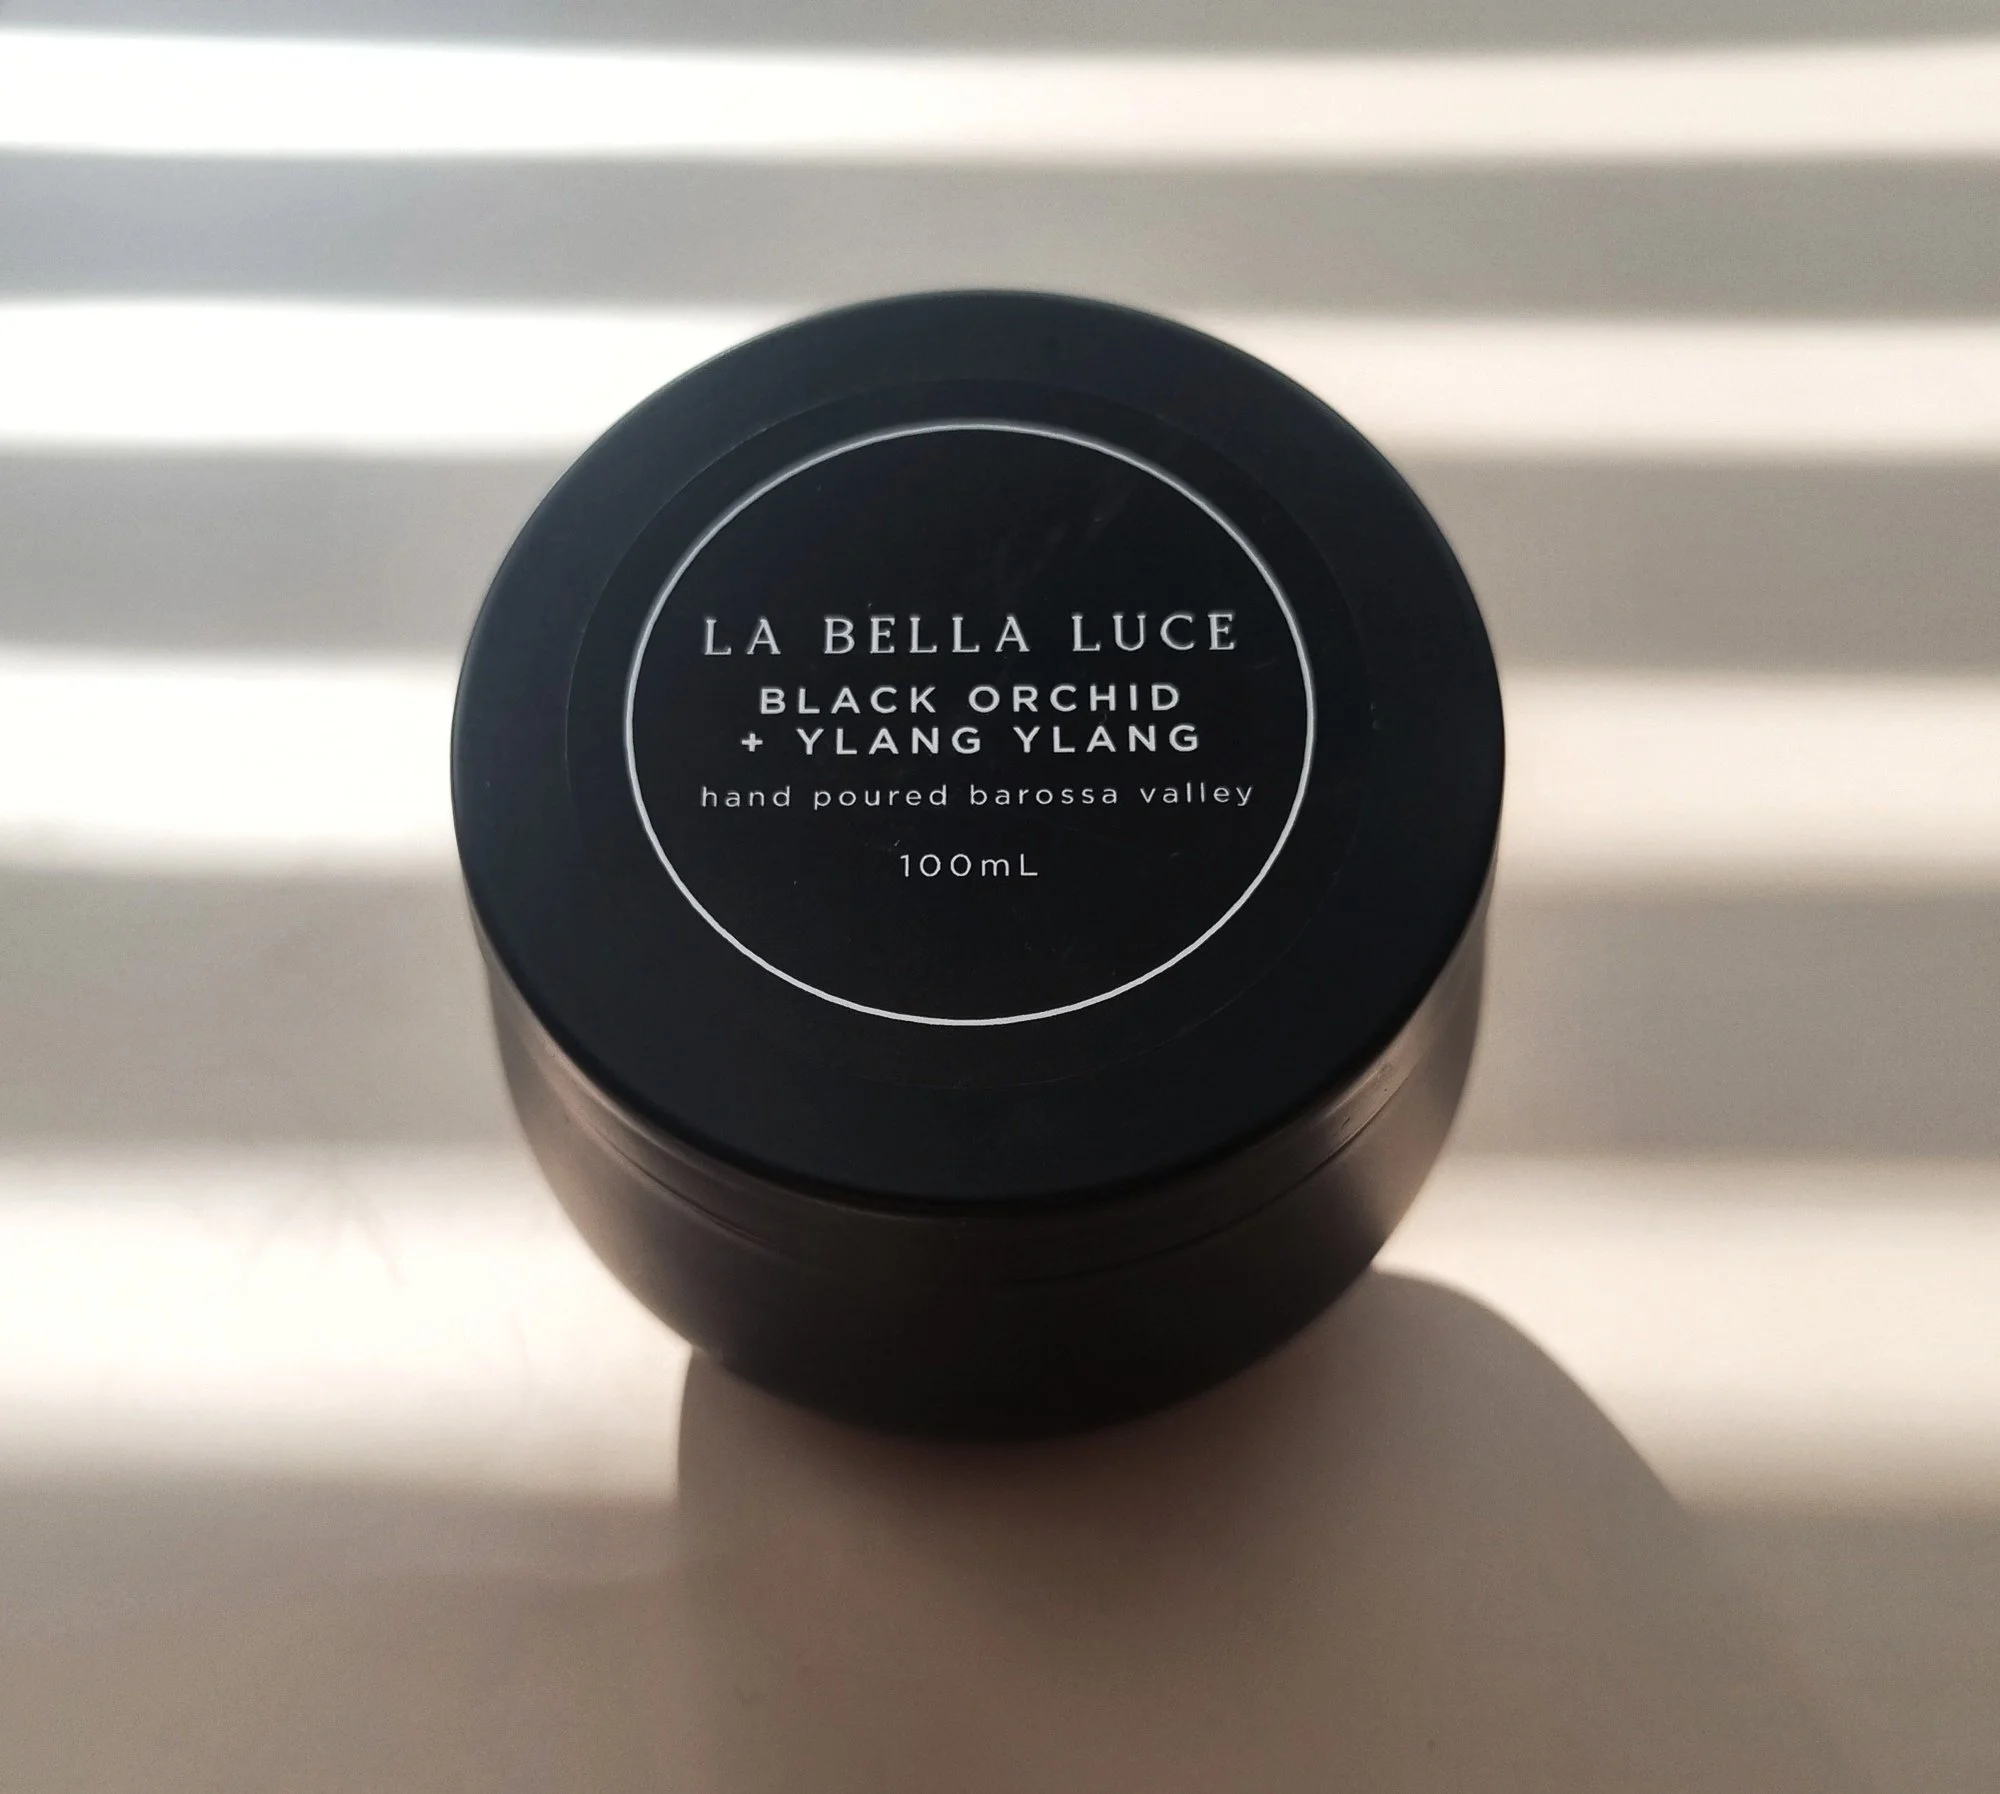 LA BELLA LUCE
BLACK ORCHID
+ YLANG YLANG
hand poured barossa valley
100mL